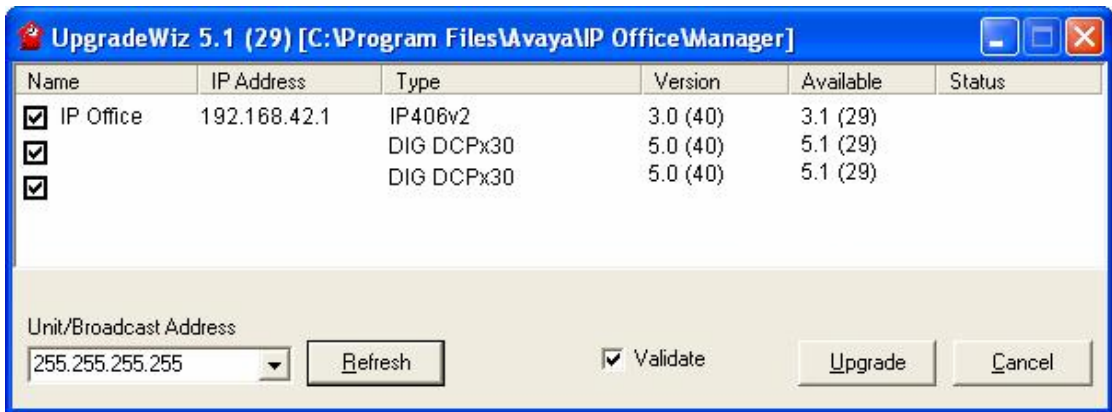 UpgradeWiz 5.1 (29) [C:\Program Files\Avaya\IP Office\Manager]
Name IP Address Type Version Available Status
IP Office 192.168.42.1 IP406v2 3.0 (40) 3.1 (29)
DIG DCPx30 5.0 (40) 5.1 (29)
DIG DCPx30 5.0 (40) 5.1 (29)
Unit/Broadcast Address
255.255.255.255 Refresh Validate Upgrade Cancel